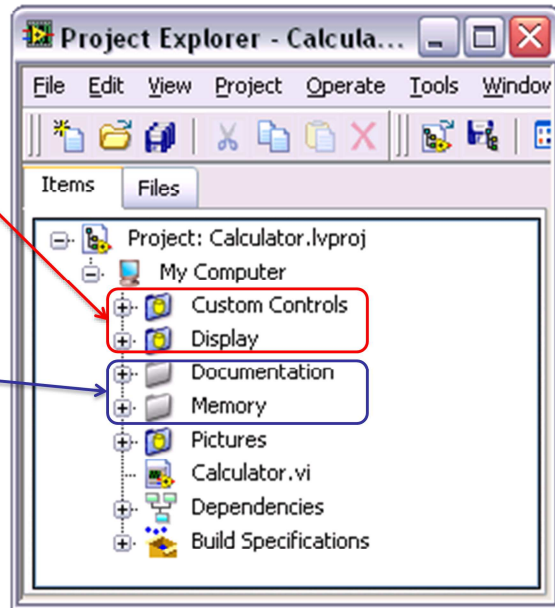 Project Explorer - Calcula...
File Edit View Project Operate Tools Window
Items Files
Project: Calculator.lvproj
My Computer
Custom Controls
Display
Documentation
Memory
Pictures
Calculator.vi
Dependencies
Build Specifications